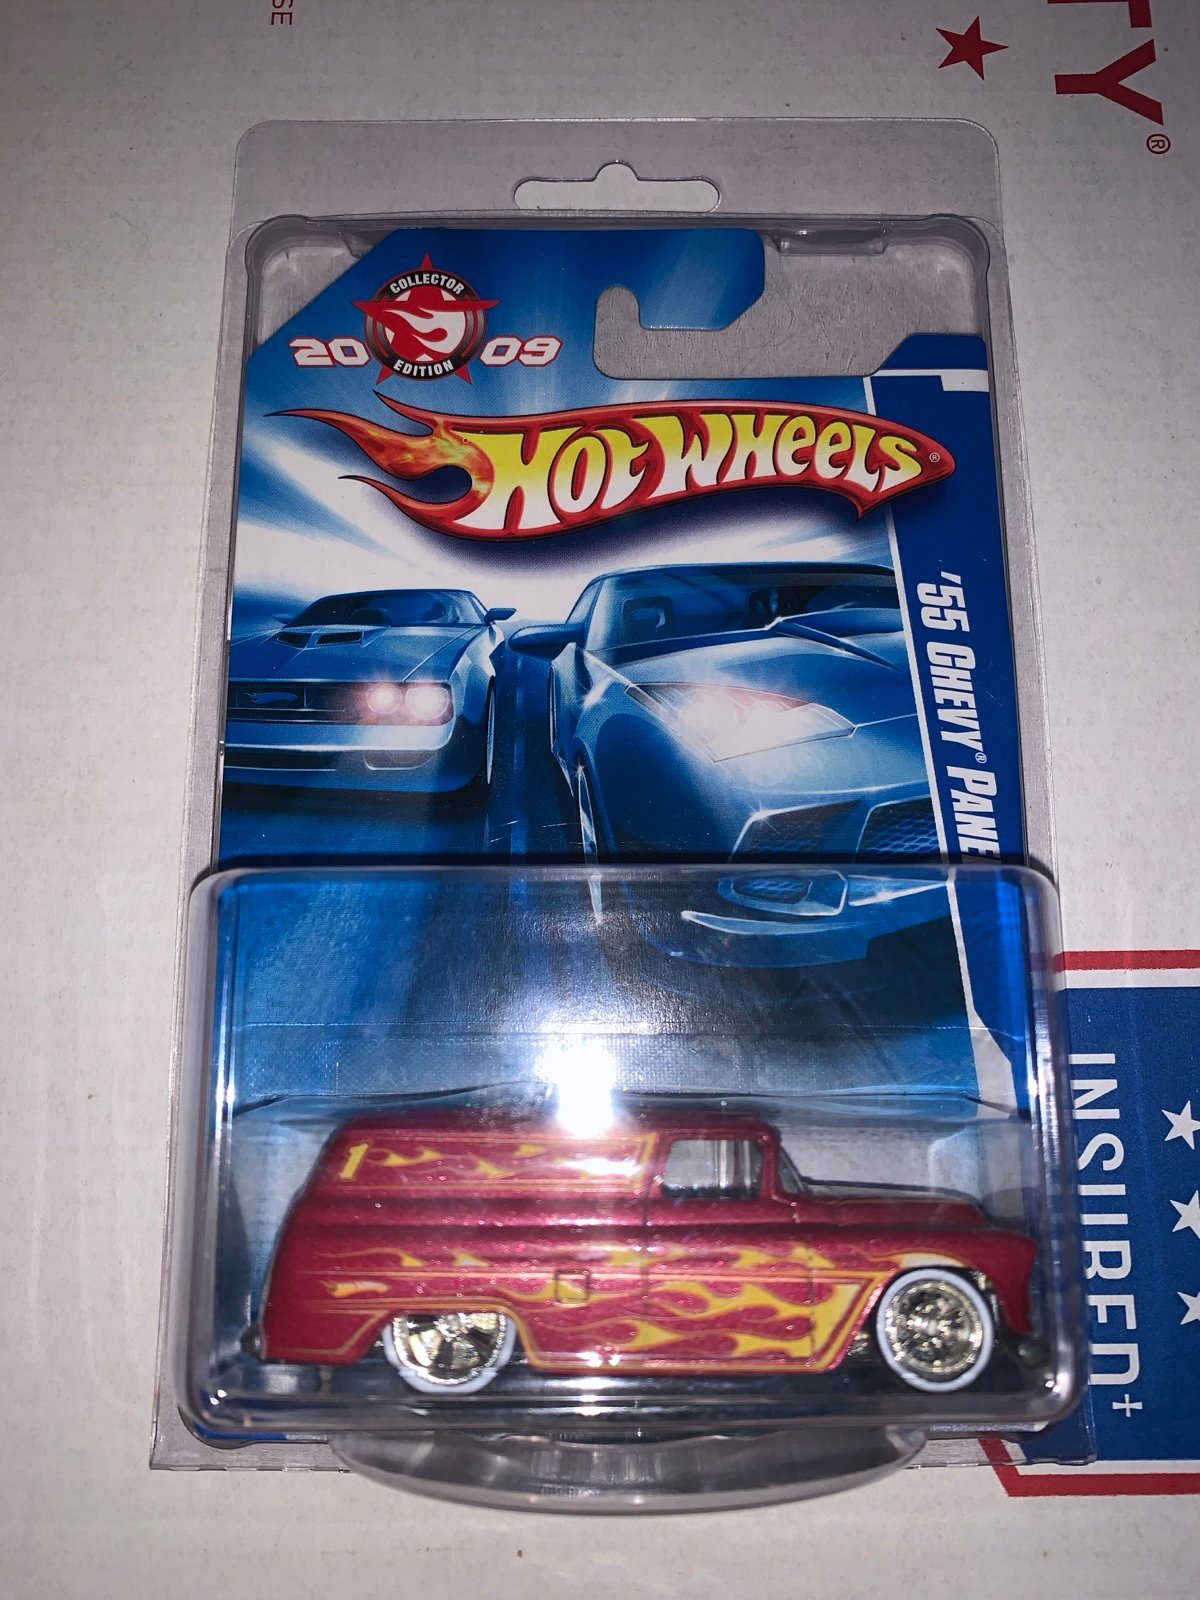 SE
TY®
COLLECTOR
20 09
EDITION
HOT WHEELS®
'55 CHEVY® PANE
1
INSURED†